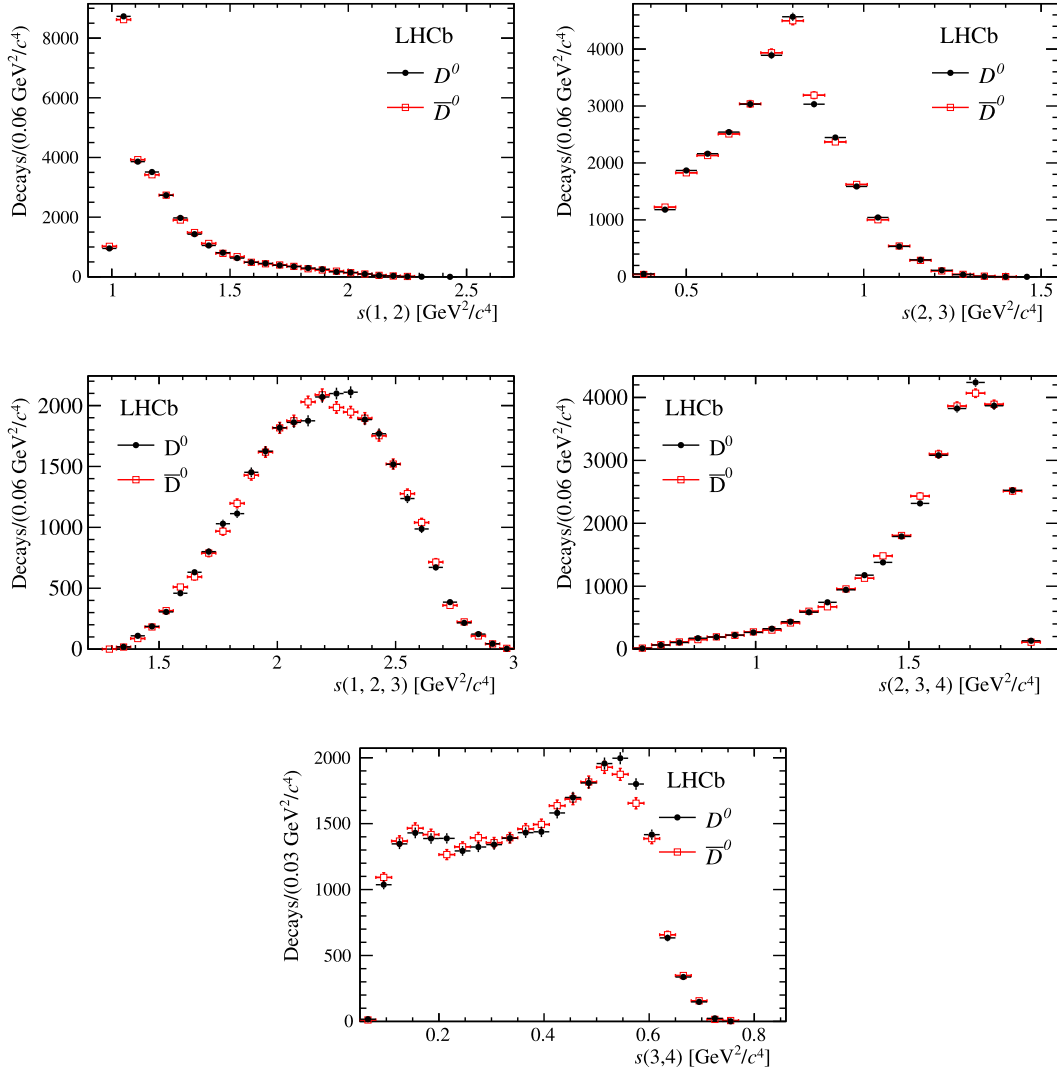 Decays/(0.06 GeV²/c⁴)
8000
6000
4000
2000
0
LHCb
D⁰
D̅⁰
1 1.5 2 2.5
s(1, 2) [GeV²/c⁴]
Decays/(0.06 GeV²/c⁴)
4000
3000
2000
1000
0
LHCb
D⁰
D̅⁰
0.5 1 1.5
s(2, 3) [GeV²/c⁴]
Decays/(0.06 GeV²/c⁴)
2000
1500
1000
500
0
LHCb
D⁰
D̅⁰
1.5 2 2.5 3
s(1, 2, 3) [GeV²/c⁴]
Decays/(0.06 GeV²/c⁴)
4000
3000
2000
1000
0
LHCb
D⁰
D̅⁰
1 1.5
s(2, 3, 4) [GeV²/c⁴]
Decays/(0.03 GeV²/c⁴)
2000
1500
1000
500
0
LHCb
D⁰
D̅⁰
0.2 0.4 0.6 0.8
s(3,4) [GeV²/c⁴]